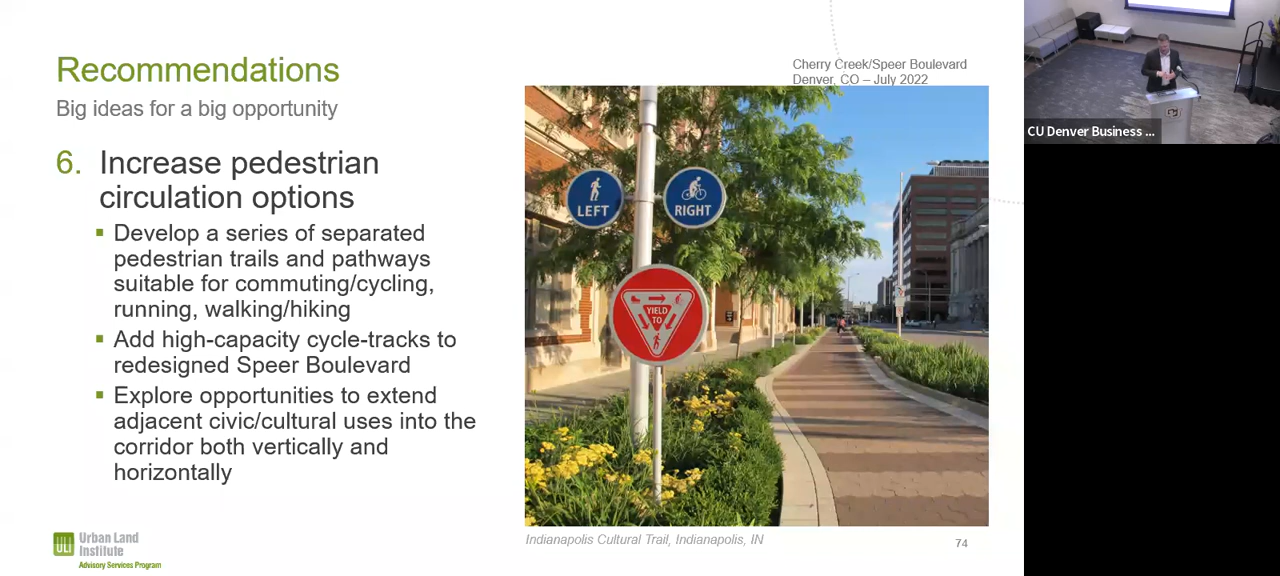 Recommendations
Big ideas for a big opportunity
Cherry Creek/Speer Boulevard
Denver, CO – July 2022
6. Increase pedestrian
circulation options
▪ Develop a series of separated
pedestrian trails and pathways
suitable for commuting/cycling,
running, walking/hiking
▪ Add high-capacity cycle-tracks to
redesigned Speer Boulevard
▪ Explore opportunities to extend
adjacent civic/cultural uses into the
corridor both vertically and
horizontally
LEFT
RIGHT
YIELD
TO
Indianapolis Cultural Trail, Indianapolis, IN
74
ULI Urban Land
Institute
Advisory Services Program
CU Denver Business ...